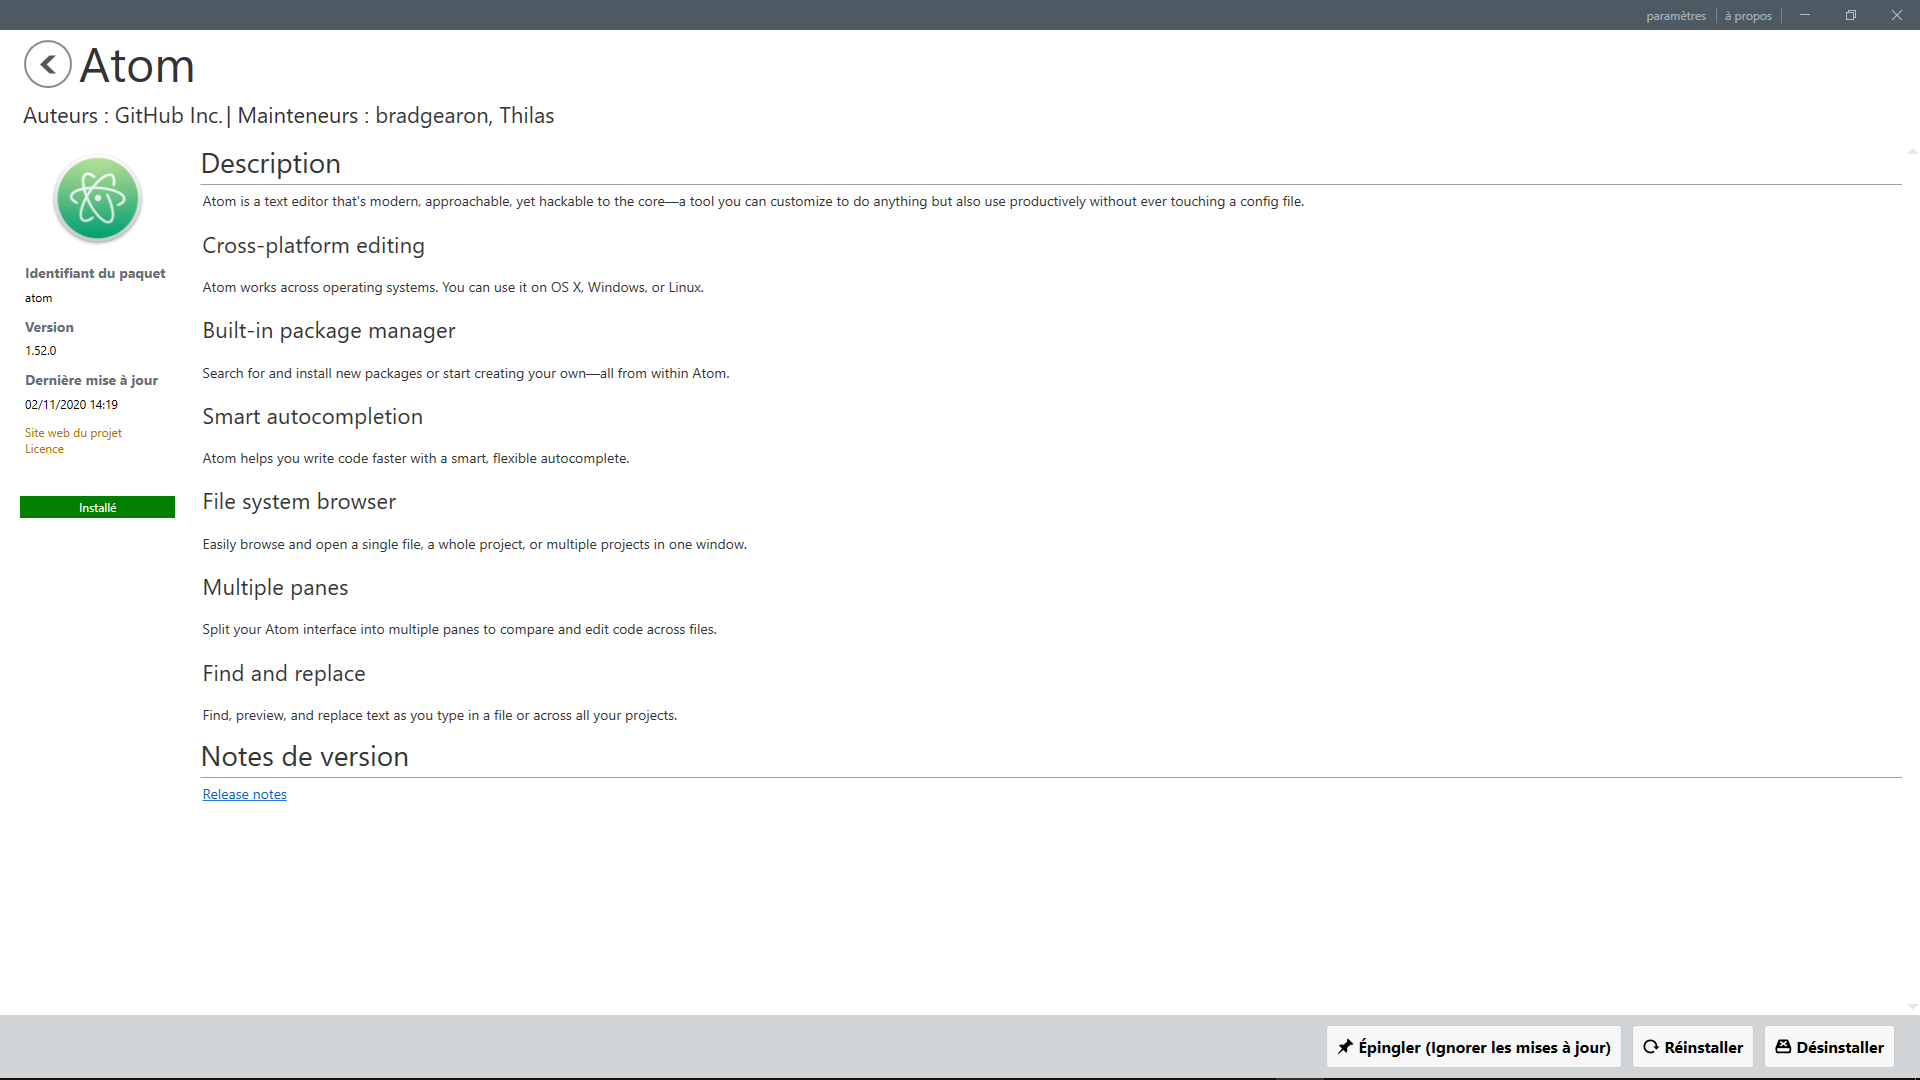 paramètres
à propos
Atom
Auteurs : GitHub Inc.| Mainteneurs : bradgearon, Thilas
Identifiant du paquet
atom
Version
1.52.0
Dernière mise à jour
02/11/2020 14:19
Site web du projet
Licence
Installé
Description
Atom is a text editor that's modern, approachable, yet hackable to the core—a tool you can customize to do anything but also use productively without ever touching a config file.
Cross-platform editing
Atom works across operating systems. You can use it on OS X, Windows, or Linux.
Built-in package manager
Search for and install new packages or start creating your own—all from within Atom.
Smart autocompletion
Atom helps you write code faster with a smart, flexible autocomplete.
File system browser
Easily browse and open a single file, a whole project, or multiple projects in one window.
Multiple panes
Split your Atom interface into multiple panes to compare and edit code across files.
Find and replace
Find, preview, and replace text as you type in a file or across all your projects.
Notes de version
Release notes
Épingler (Ignorer les mises à jour)
Réinstaller
Désinstaller